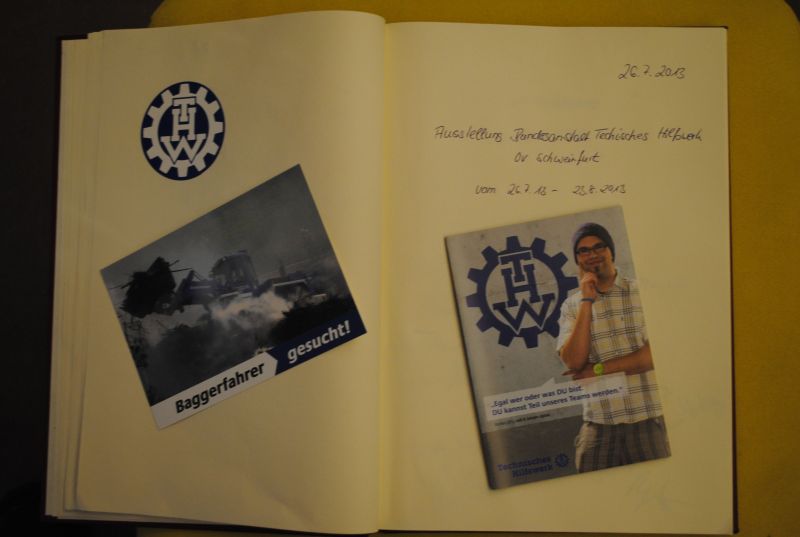 THW
Baggerfahrer gesucht!
26.7.2013
Ausstellung Bundesanstalt Techisches Hilfswerk
OV Schweinfurt
vom 26.7.13 - 23.8.2013
THW
„Egal wer oder was DU bist.
DU kannst Teil unseres Teams werden."
Technisches
Hilfswerk